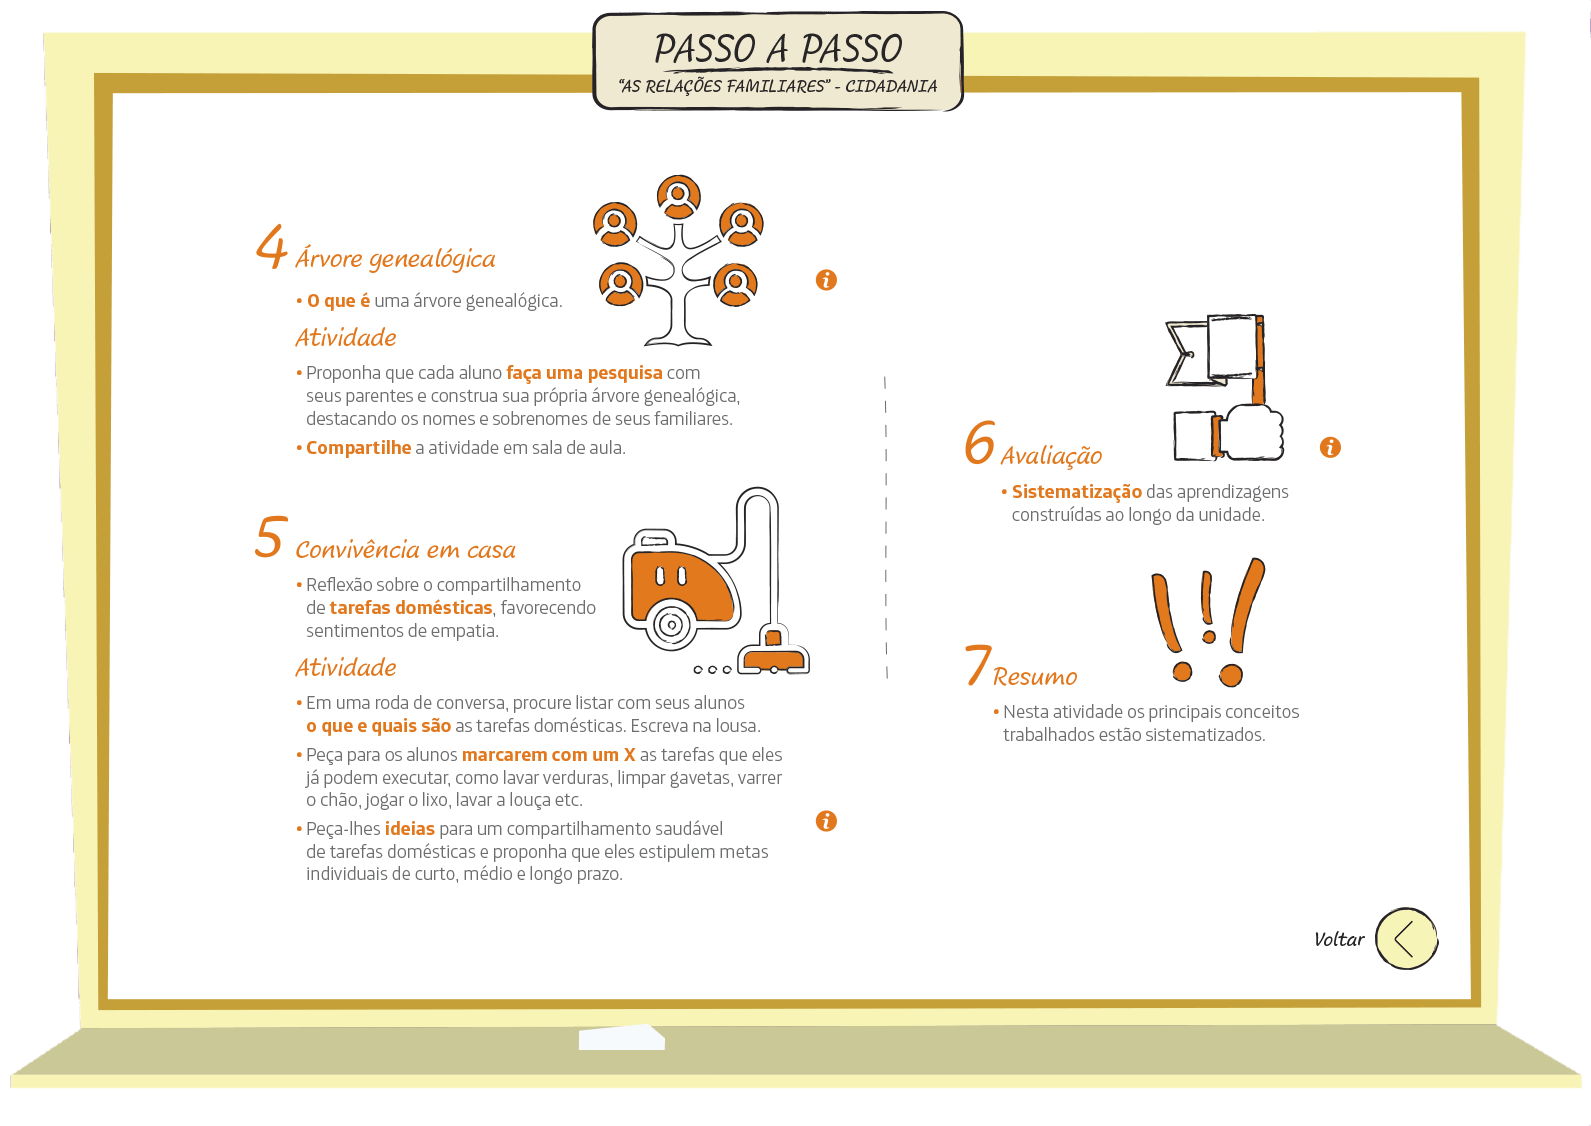 PASSO A PASSO
“AS RELAÇÕES FAMILIARES” - CIDADANIA
4 Árvore genealógica
• O que é uma árvore genealógica.
Atividade
• Proponha que cada aluno faça uma pesquisa com
seus parentes e construa sua própria árvore genealógica,
destacando os nomes e sobrenomes de seus familiares.
• Compartilhe a atividade em sala de aula.
i
5 Convivência em casa
• Reflexão sobre o compartilhamento
de tarefas domésticas, favorecendo
sentimentos de empatia.
Atividade
• Em uma roda de conversa, procure listar com seus alunos
o que e quais são as tarefas domésticas. Escreva na lousa.
• Peça para os alunos marcarem com um X as tarefas que eles
já podem executar, como lavar verduras, limpar gavetas, varrer
o chão, jogar o lixo, lavar a louça etc.
• Peça-lhes ideias para um compartilhamento saudável
de tarefas domésticas e proponha que eles estipulem metas
individuais de curto, médio e longo prazo.
i
6 Avaliação
• Sistematização das aprendizagens
construídas ao longo da unidade.
i
7 Resumo
• Nesta atividade os principais conceitos
trabalhados estão sistematizados.
Voltar